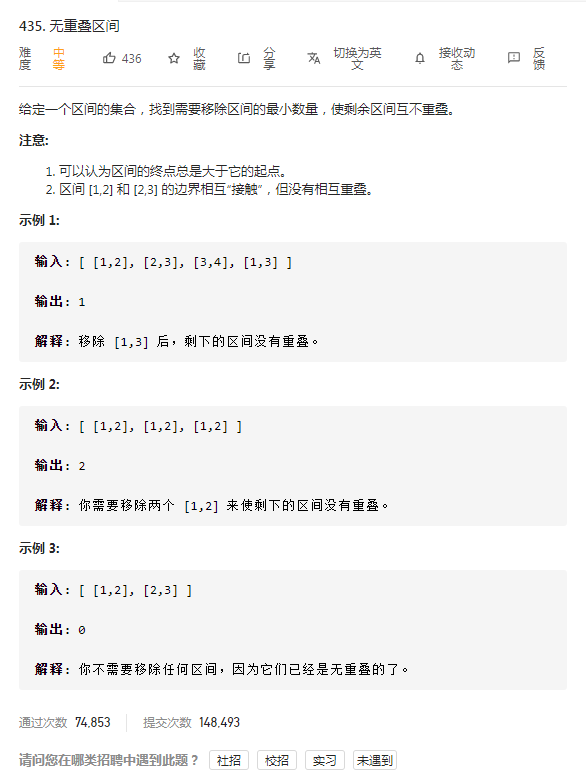 435. 无重叠区间
难度 中等 436 收藏 分享 切换为英文 接收动态 反馈
给定一个区间的集合，找到需要移除区间的最小数量，使剩余区间互不重叠。
注意:
1. 可以认为区间的终点总是大于它的起点。
2. 区间 [1,2] 和 [2,3] 的边界相互“接触”，但没有相互重叠。
示例 1:
输入: [ [1,2], [2,3], [3,4], [1,3] ]
输出: 1
解释: 移除 [1,3] 后，剩下的区间没有重叠。
示例 2:
输入: [ [1,2], [1,2], [1,2] ]
输出: 2
解释: 你需要移除两个 [1,2] 来使剩下的区间没有重叠。
示例 3:
输入: [ [1,2], [2,3] ]
输出: 0
解释: 你不需要移除任何区间，因为它们已经是无重叠的了。
通过次数 74,853 提交次数 148,493
请问您在哪类招聘中遇到此题？ 社招 校招 实习 未遇到